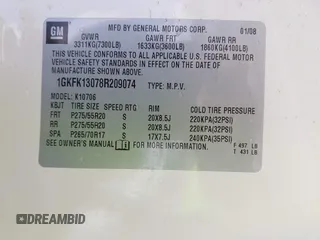 GM
MFD BY GENERAL MOTORS CORP. 01/08
GVWR GAWR FRT GAWR RR
3311KG(7300LB) 1633KG(3600LB) 1860KG(4100LB)
THIS VEHICLE CONFORMS TO ALL APPLICABLE U.S. FEDERAL MOTOR
VEHICLE SAFETY STANDARDS IN EFFECT ON THE DATE OF
MANUFACTURE SHOWN ABOVE.
1GKFK13078R209074 TYPE: M.P.V.
MODEL: K10706
KBJT TIRE SIZE SPEED RTG RIM COLD TIRE PRESSURE
FRT P275/55R20 S 20X8.5J 220KPA(32PSI)
RR P275/55R20 S 20X8.5J 220KPA(32PSI)
SPA P265/70R17 S 17X7.5J 240KPA(35PSI)
SEE OWNER'S MANUAL FOR MORE INFORMATION
F 497 LB
T 431 LB
DREAMBID